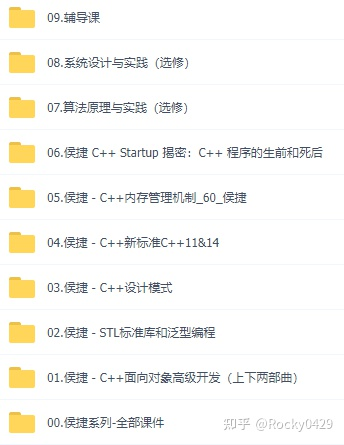 09.辅导课
08.系统设计与实践（选修）
07.算法原理与实践（选修）
06.侯捷 C++ Startup 揭密：C++ 程序的生前和死后
05.侯捷 - C++内存管理机制_60_侯捷
04.侯捷 - C++新标准C++11&14
03.侯捷 - C++设计模式
02.侯捷 - STL标准库和泛型编程
01.侯捷 - C++面向对象高级开发（上下两部曲）
00.侯捷系列-全部课件
知乎 @Rocky0429